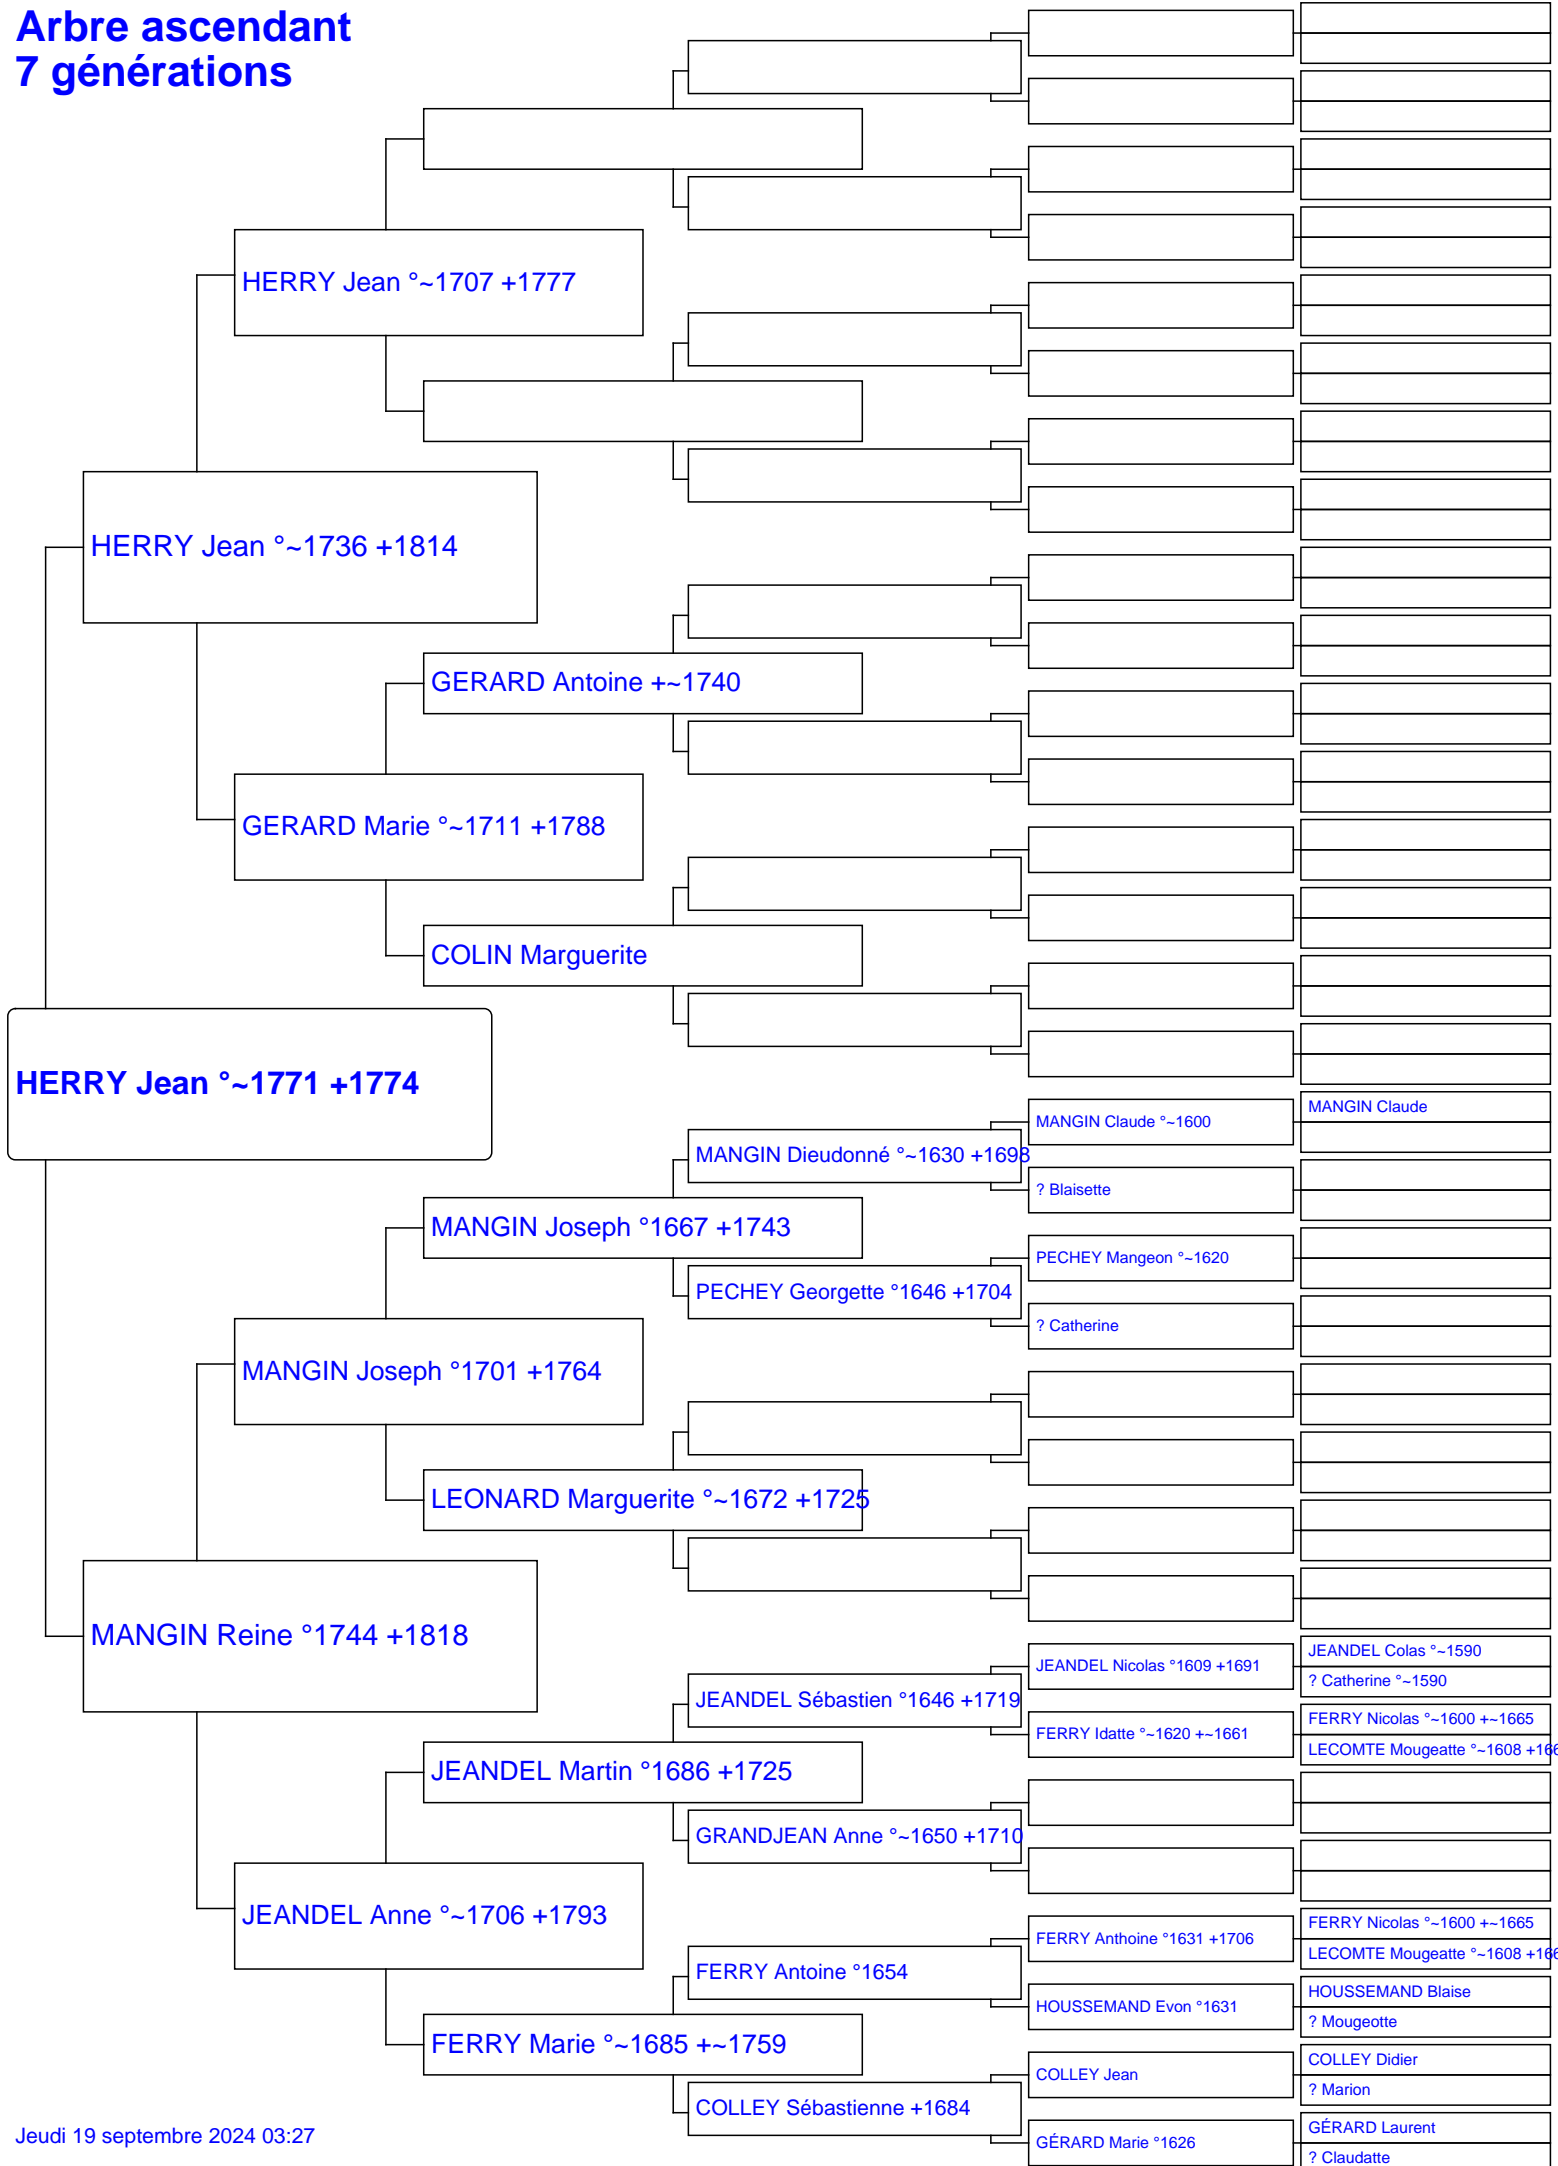 Arbre ascendant
7 générations
HERRY Jean °~1707 +1777
HERRY Jean °~1736 +1814
GERARD Antoine +~1740
GERARD Marie °~1711 +1788
COLIN Marguerite
HERRY Jean °~1771 +1774
MANGIN Claude
MANGIN Claude °~1600
MANGIN Dieudonné °~1630 +1698
? Blaisette
MANGIN Joseph °1667 +1743
PECHEY Mangeon °~1620
PECHEY Georgette °1646 +1704
? Catherine
MANGIN Joseph °1701 +1764
LEONARD Marguerite °~1672 +1725
MANGIN Reine °1744 +1818
JEANDEL Colas °~1590
JEANDEL Nicolas °1609 +1691
? Catherine °~1590
JEANDEL Sébastien °1646 +1719
FERRY Nicolas °~1600 +~1665
FERRY Idatte °~1620 +~1661
LECOMTE Mougeatte °~1608
JEANDEL Martin °1686 +1725
GRANDJEAN Anne °~1650 +1710
JEANDEL Anne °~1706 +1793
FERRY Nicolas °~1600 +~1665
FERRY Anthoine °1631 +1706
LECOMTE Mougeatte °~1608
FERRY Antoine °1654
HOUSSEMAND Blaise
HOUSSEMAND Evon °1631
? Mougeotte
FERRY Marie °~1685 +~1759
COLLEY Didier
COLLEY Jean
? Marion
COLLEY Sébastienne +1684
GÉRARD Laurent
GÉRARD Marie °1626
? Claudatte
Jeudi 19 septembre 2024 03:27